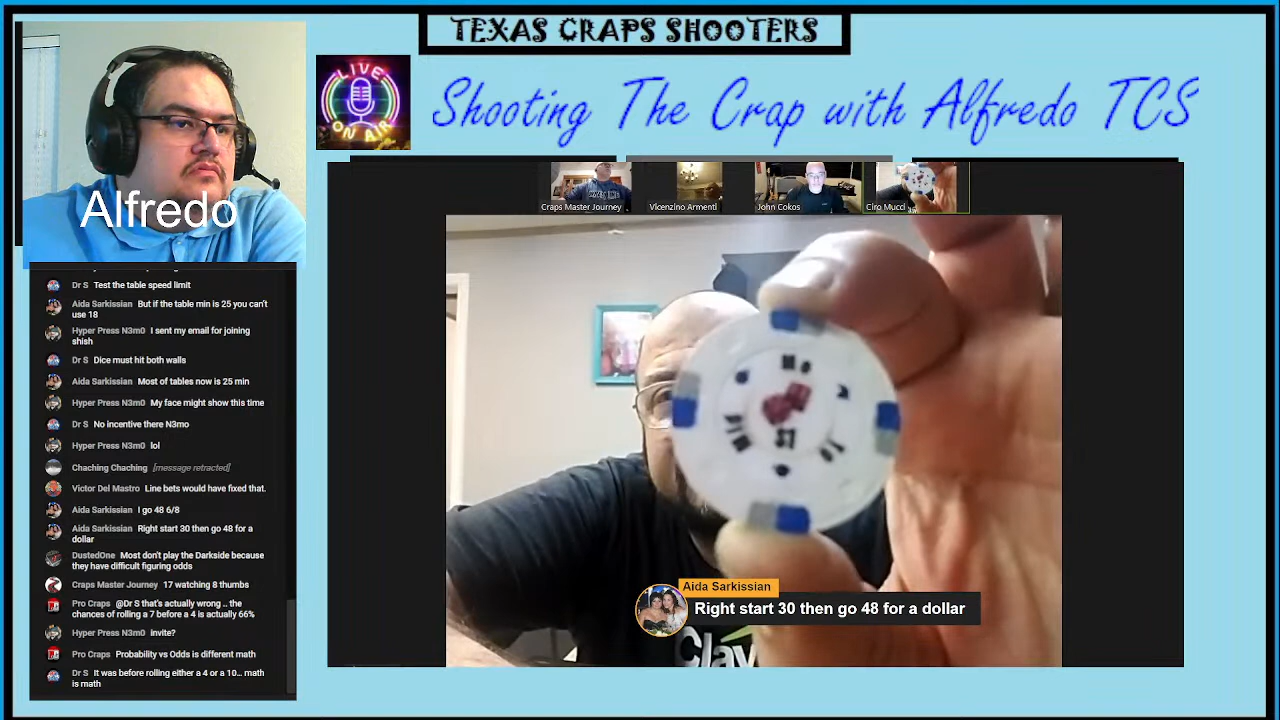 TEXAS CRAPS SHOOTERS
LIVE
ON AIR
Shooting The Crap with Alfredo TCS
Alfredo
Craps Master Journey
Vicenzino Armenti
John Cokos
Ciro Mucci
Dr S Test the table speed limit
Aida Sarkissian But if the table min is 25 you can't
use 18
Hyper Press N3m0 I sent my email for joining
shish
Dr S Dice must hit both walls
Aida Sarkissian Most of tables now is 25 min
Hyper Press N3m0 My face might show this time
Dr S No incentive there N3mo
Hyper Press N3m0 lol
Chaching Chaching [message retracted]
Victor Del Mastro Line bets would have fixed that.
Aida Sarkissian I go 48 6/8
Aida Sarkissian Right start 30 then go 48 for a
dollar
DustedOne Most don't play the Darkside because
they have difficult figuring odds
Craps Master Journey 17 watching 8 thumbs
Pro Craps @Dr S that's actually wrong .. the
chances of rolling a 7 before a 4 is actually 66%
Hyper Press N3m0 invite?
Pro Craps Probability vs Odds is different math
Dr S It was before rolling either a 4 or a 10... math
is math
Aida Sarkissian
Right start 30 then go 48 for a dollar